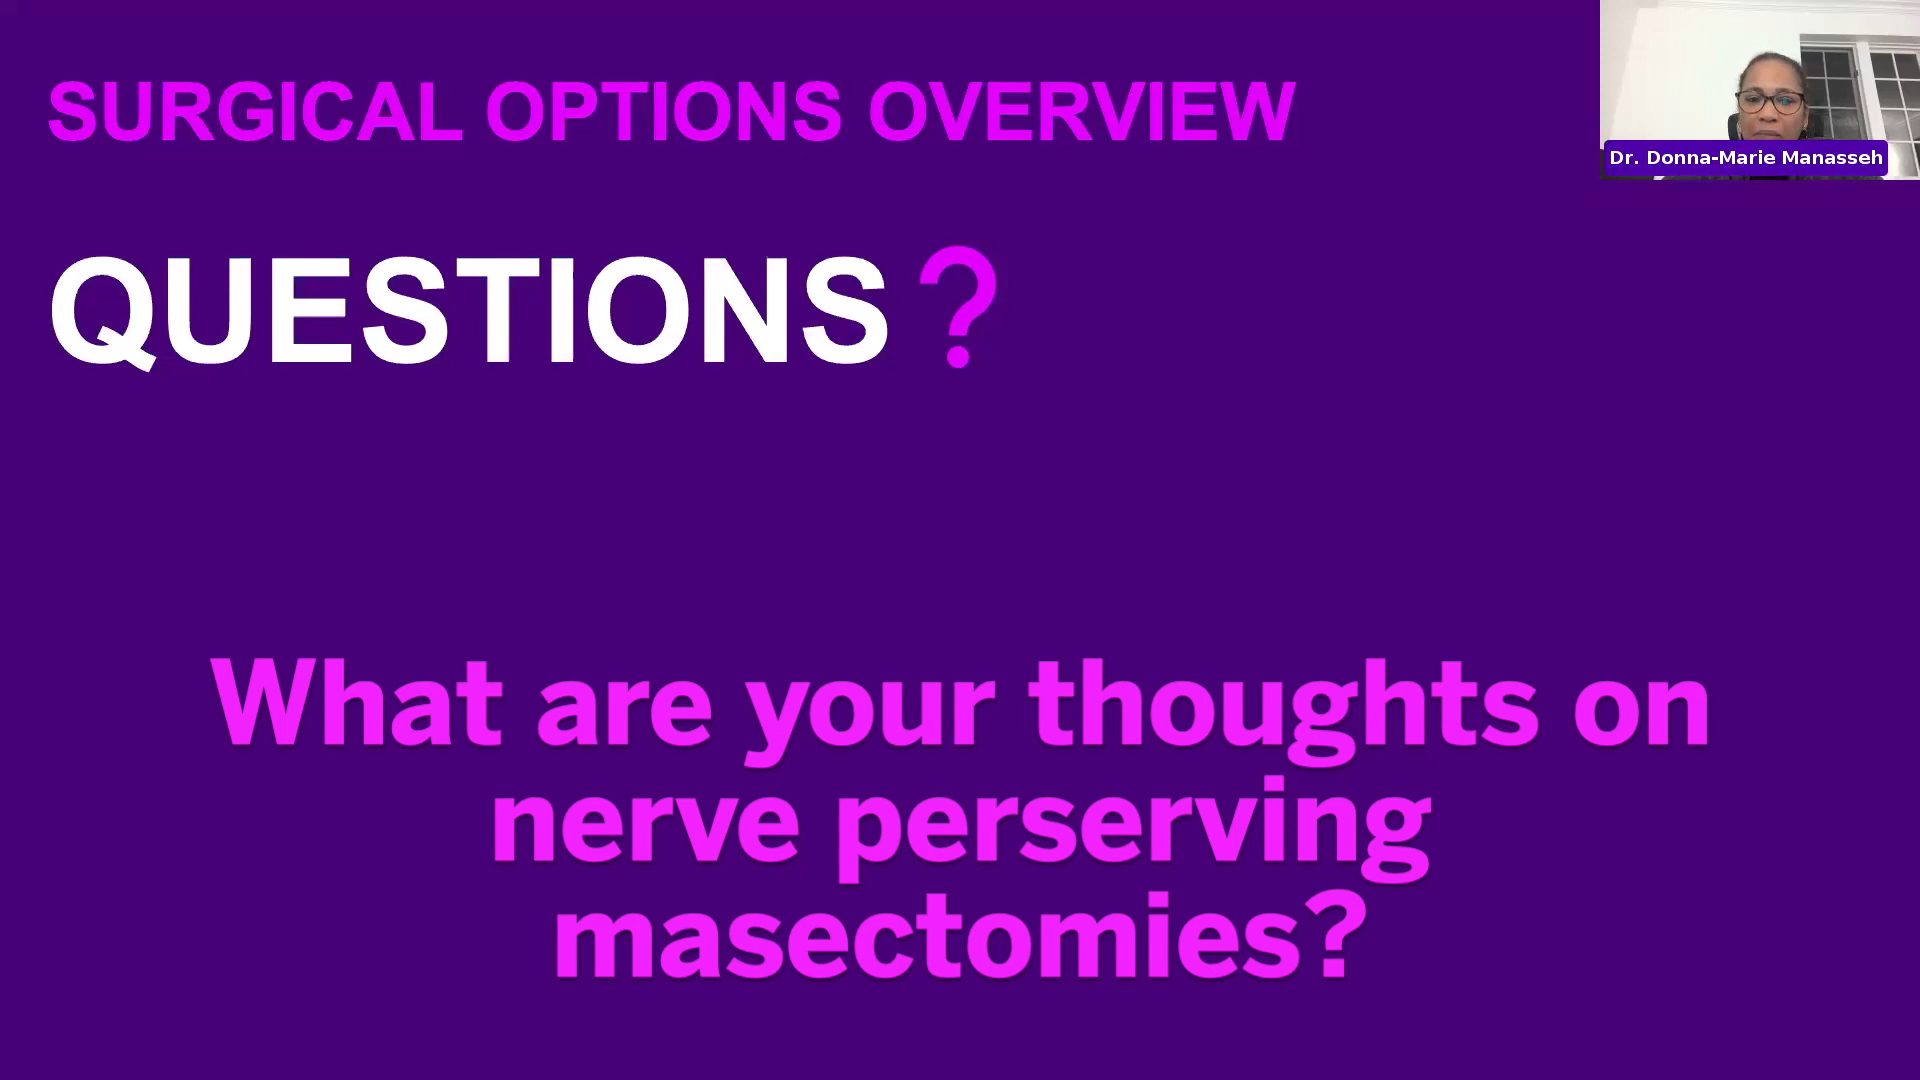 SURGICAL OPTIONS OVERVIEW
Dr. Donna-Marie Manasseh
QUESTIONS?
What are your thoughts on
nerve perserving
masectomies?